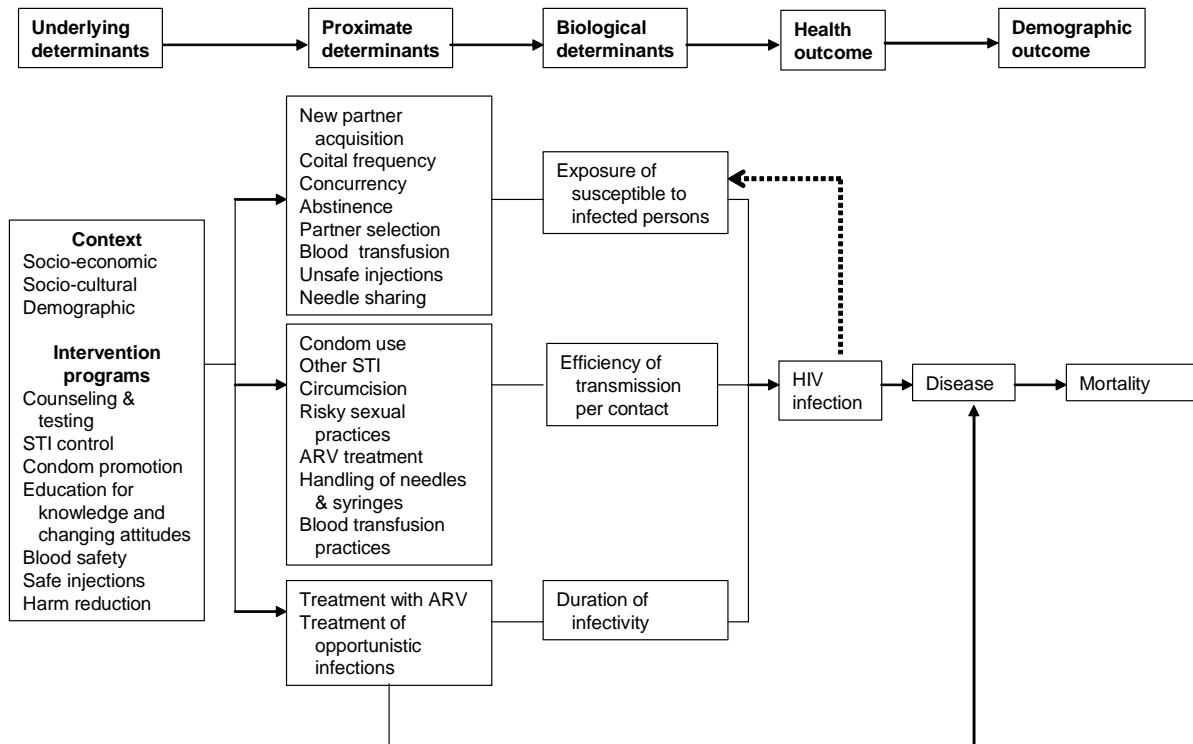 Underlying
determinants
Proximate
determinants
Biological
determinants
Health
outcome
Demographic
outcome
Context
Socio-economic
Socio-cultural
Demographic
Intervention
programs
Counseling &
testing
STI control
Condom promotion
Education for
knowledge and
changing attitudes
Blood safety
Safe injections
Harm reduction
New partner
acquisition
Coital frequency
Concurrency
Abstinence
Partner selection
Blood transfusion
Unsafe injections
Needle sharing
Condom use
Other STI
Circumcision
Risky sexual
practices
ARV treatment
Handling of needles
& syringes
Blood transfusion
practices
Treatment with ARV
Treatment of
opportunistic
infections
Exposure of
susceptible to
infected persons
Efficiency of
transmission
per contact
Duration of
infectivity
HIV
infection
Disease
Mortality